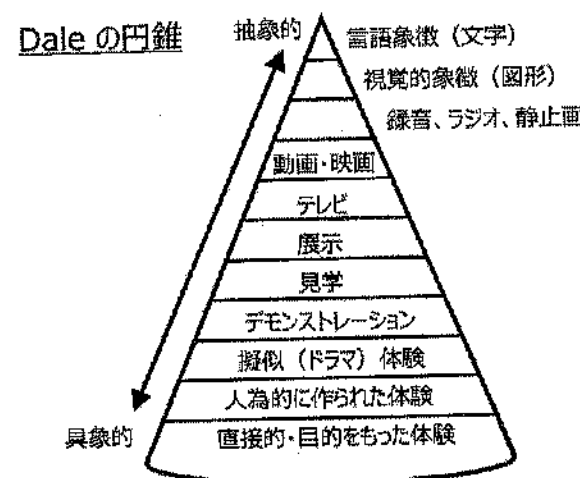 Dale の円錐
抽象的
言語象徴（文字）
視覚的象徴（図形）
録音、ラジオ、静止画
動画・映画
テレビ
展示
見学
デモンストレーション
擬似（ドラマ）体験
人為的に作られた体験
具象的
直接的・目的をもった体験